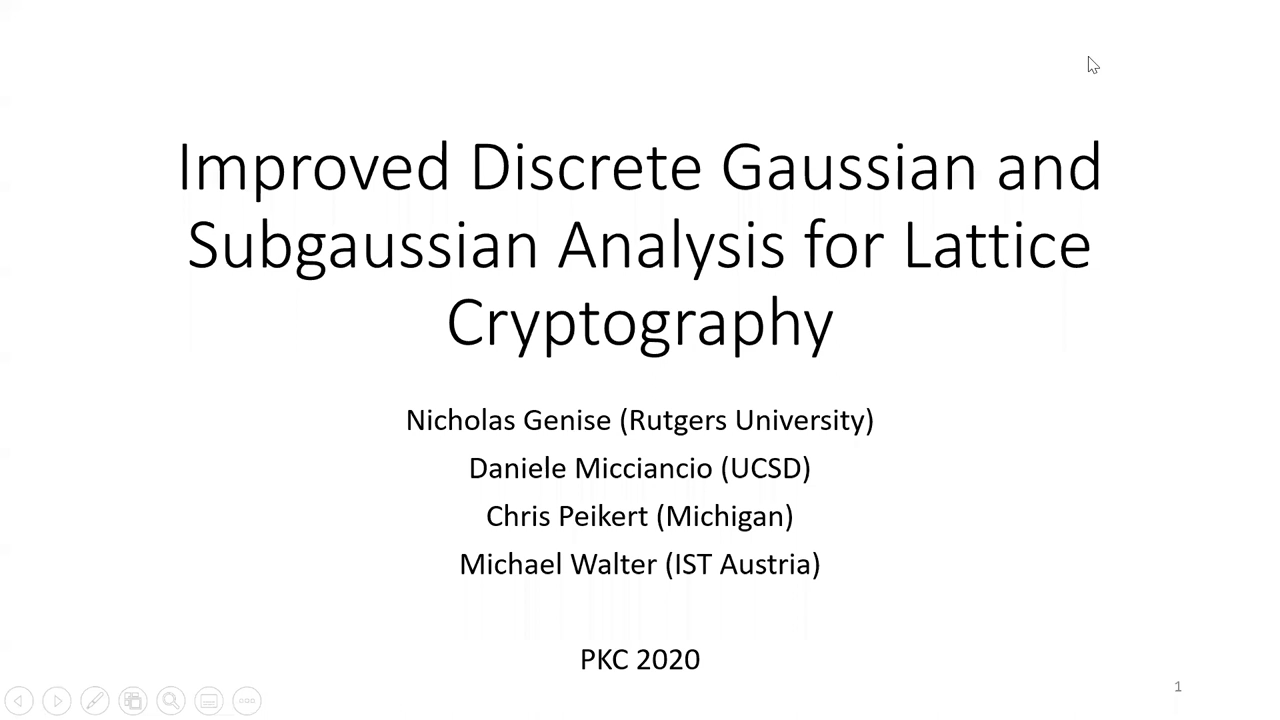 Improved Discrete Gaussian and
Subgaussian Analysis for Lattice
Cryptography
Nicholas Genise (Rutgers University)
Daniele Micciancio (UCSD)
Chris Peikert (Michigan)
Michael Walter (IST Austria)
PKC 2020
1